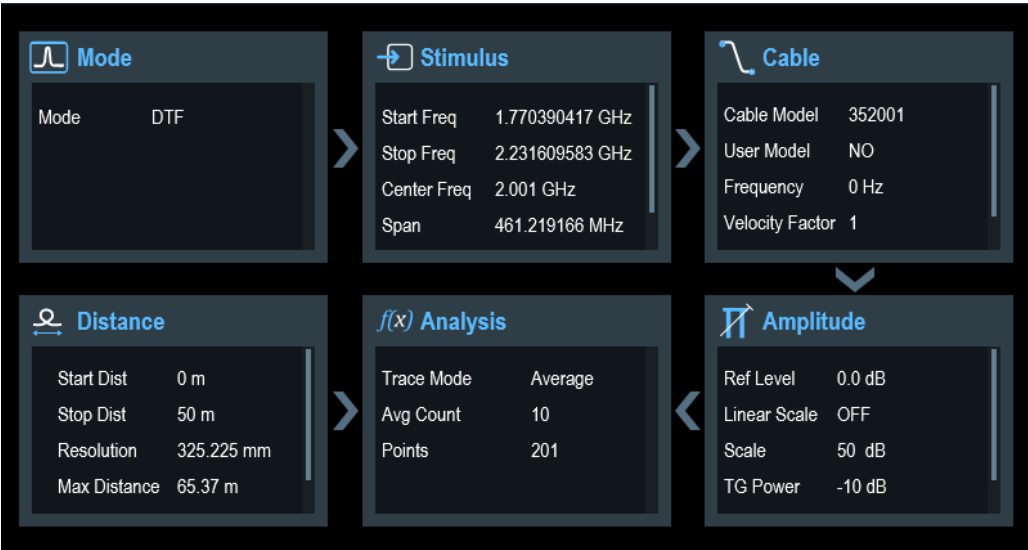 Mode
Mode DTF
Stimulus
Start Freq 1.770390417 GHz
Stop Freq 2.231609583 GHz
Center Freq 2.001 GHz
Span 461.219166 MHz
Cable
Cable Model 352001
User Model NO
Frequency 0 Hz
Velocity Factor 1
Distance
Start Dist 0 m
Stop Dist 50 m
Resolution 325.225 mm
Max Distance 65.37 m
f(x) Analysis
Trace Mode Average
Avg Count 10
Points 201
Amplitude
Ref Level 0.0 dB
Linear Scale OFF
Scale 50 dB
TG Power -10 dB